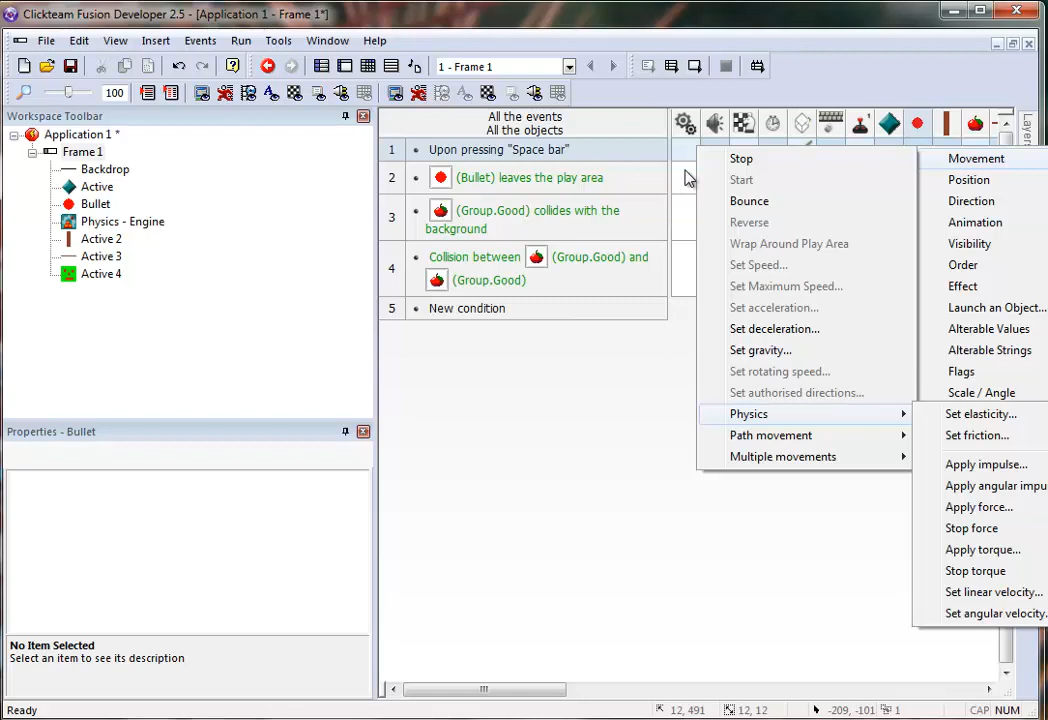 Clickteam Fusion Developer 2.5 - [Application 1 - Frame 1*]
File Edit View Insert Events Run Tools Window Help
1 - Frame 1
100
Workspace Toolbar
Application 1 *
Frame 1
Backdrop
Active
Bullet
Physics - Engine
Active 2
Active 3
Active 4
Properties - Bullet
No Item Selected
Select an item to see its description
All the events
All the objects
1 • Upon pressing "Space bar"
2 • (Bullet) leaves the play area
3 • (Group.Good) collides with the
background
4 Collision between (Group.Good) and
(Group.Good)
5 • New condition
Stop
Start
Bounce
Reverse
Wrap Around Play Area
Set Speed...
Set Maximum Speed...
Set acceleration...
Set deceleration...
Set gravity...
Set rotating speed...
Set authorised directions...
Physics
Path movement
Multiple movements
Movement
Position
Direction
Animation
Visibility
Order
Effect
Launch an Object...
Alterable Values
Alterable Strings
Flags
Scale / Angle
Set elasticity...
Set friction...
Apply impulse...
Apply angular impu
Apply force...
Stop force
Apply torque...
Stop torque
Set linear velocity...
Set angular velocity.
Layers
Ready
12, 491
12, 12
-209, -101
1
CAP NUM